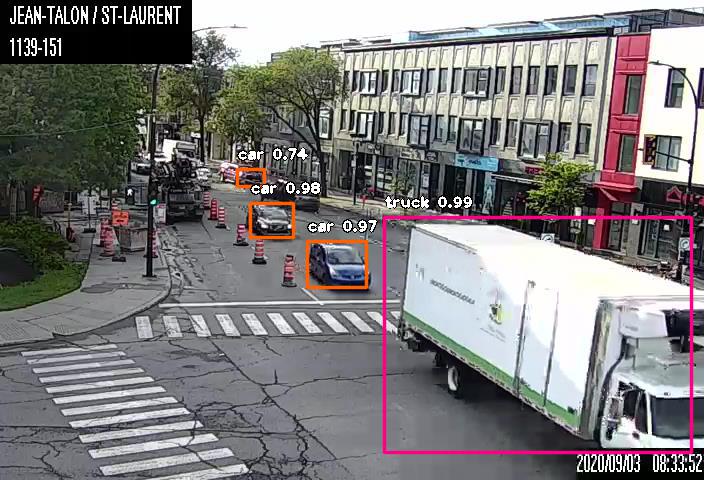 JEAN-TALON / ST-LAURENT
1139-151
car 0.74
car 0.98
truck 0.99
car 0.97
2020/09/03 08:33:52